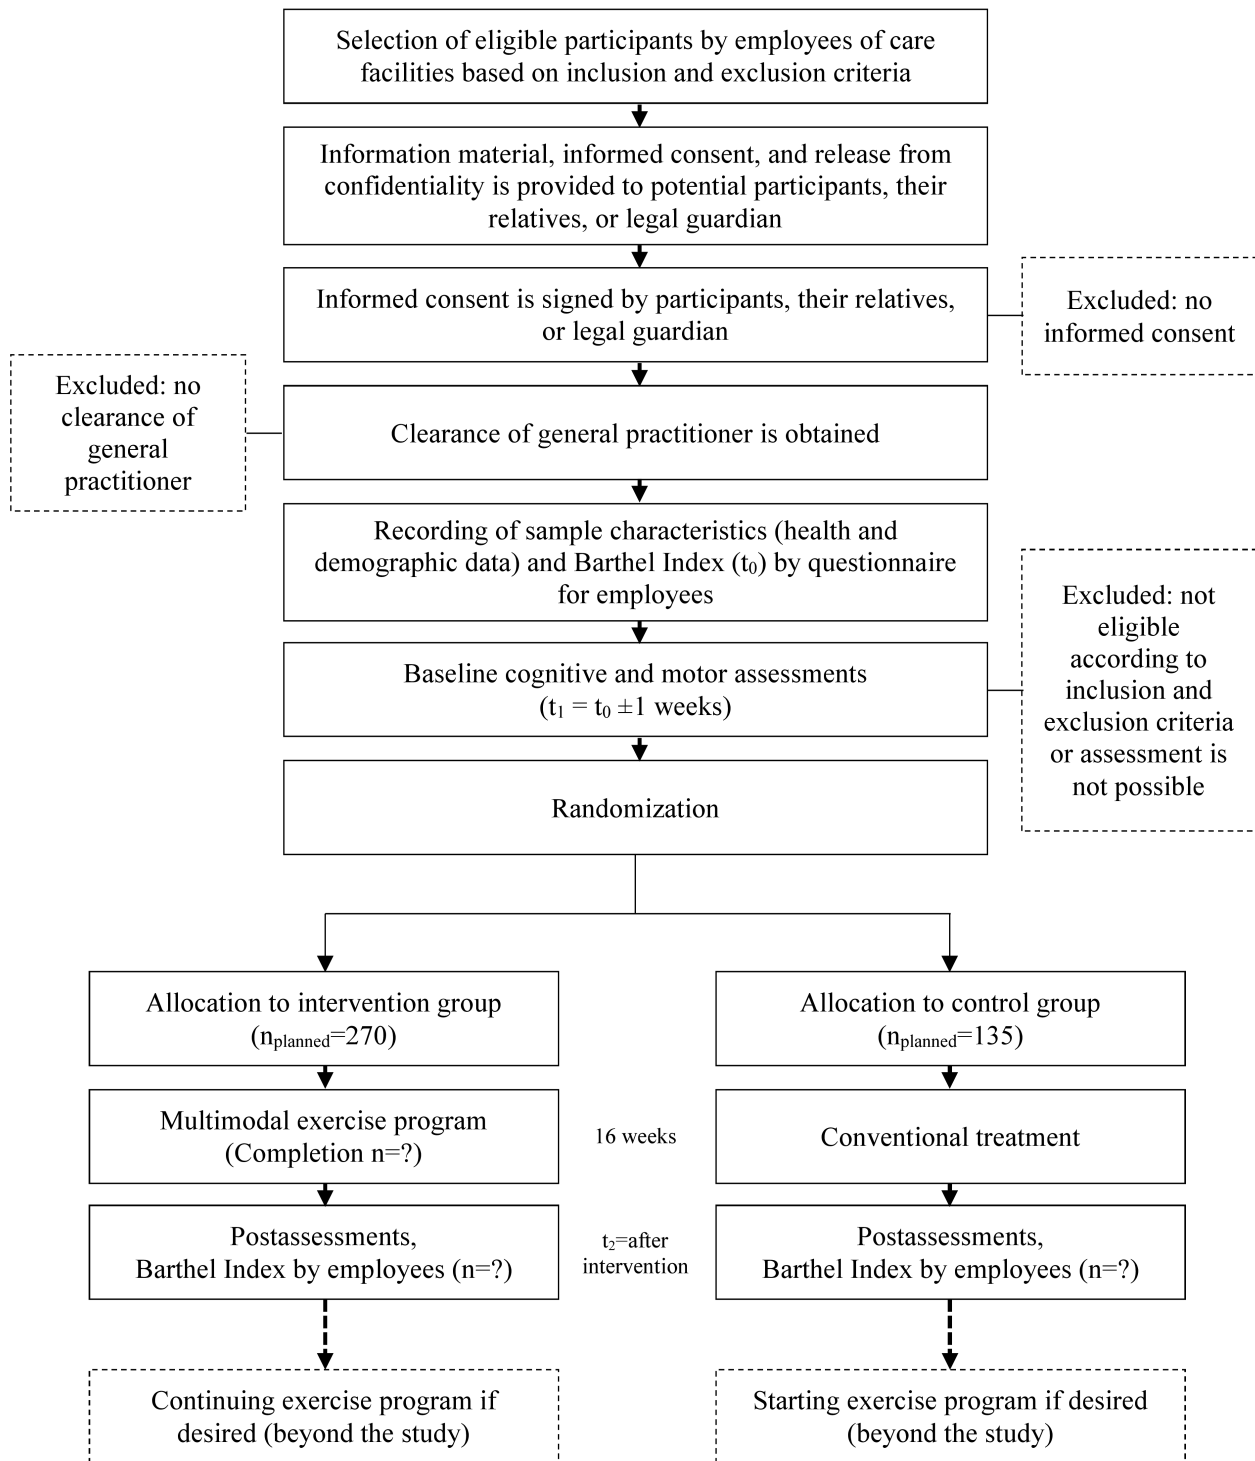 Selection of eligible participants by employees of care
facilities based on inclusion and exclusion criteria
Information material, informed consent, and release from
confidentiality is provided to potential participants, their
relatives, or legal guardian
Informed consent is signed by participants, their relatives,
or legal guardian
Excluded: no
informed consent
Excluded: no
clearance of
general
practitioner
Clearance of general practitioner is obtained
Recording of sample characteristics (health and
demographic data) and Barthel Index (t₀) by questionnaire
for employees
Baseline cognitive and motor assessments
(t₁ = t₀ ±1 weeks)
Excluded: not
eligible
according to
inclusion and
exclusion criteria
or assessment is
not possible
Randomization
Allocation to intervention group
(nplanned=270)
Allocation to control group
(nplanned=135)
Multimodal exercise program
(Completion n=?)
16 weeks
Conventional treatment
Postassessments,
Barthel Index by employees (n=?)
t₂=after
intervention
Postassessments,
Barthel Index by employees (n=?)
Continuing exercise program if
desired (beyond the study)
Starting exercise program if desired
(beyond the study)